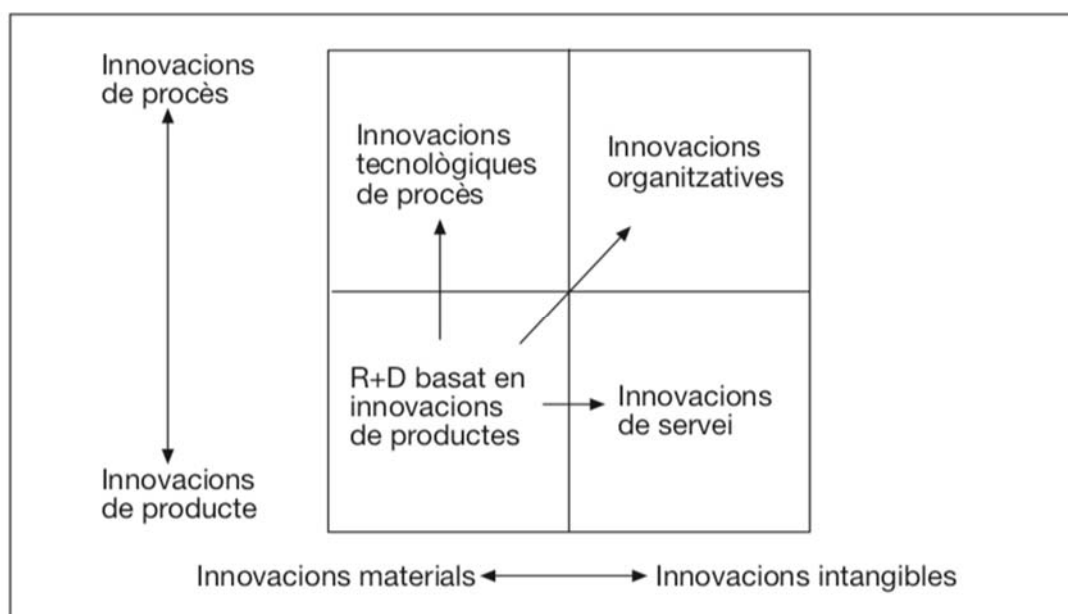 Innovacions
de procès
Innovacions
tecnològiques
de procès
Innovacions
organitzatives
R+D basat en
innovacions
de productes
Innovacions
de servei
Innovacions
de producte
Innovacions materials
Innovacions intangibles